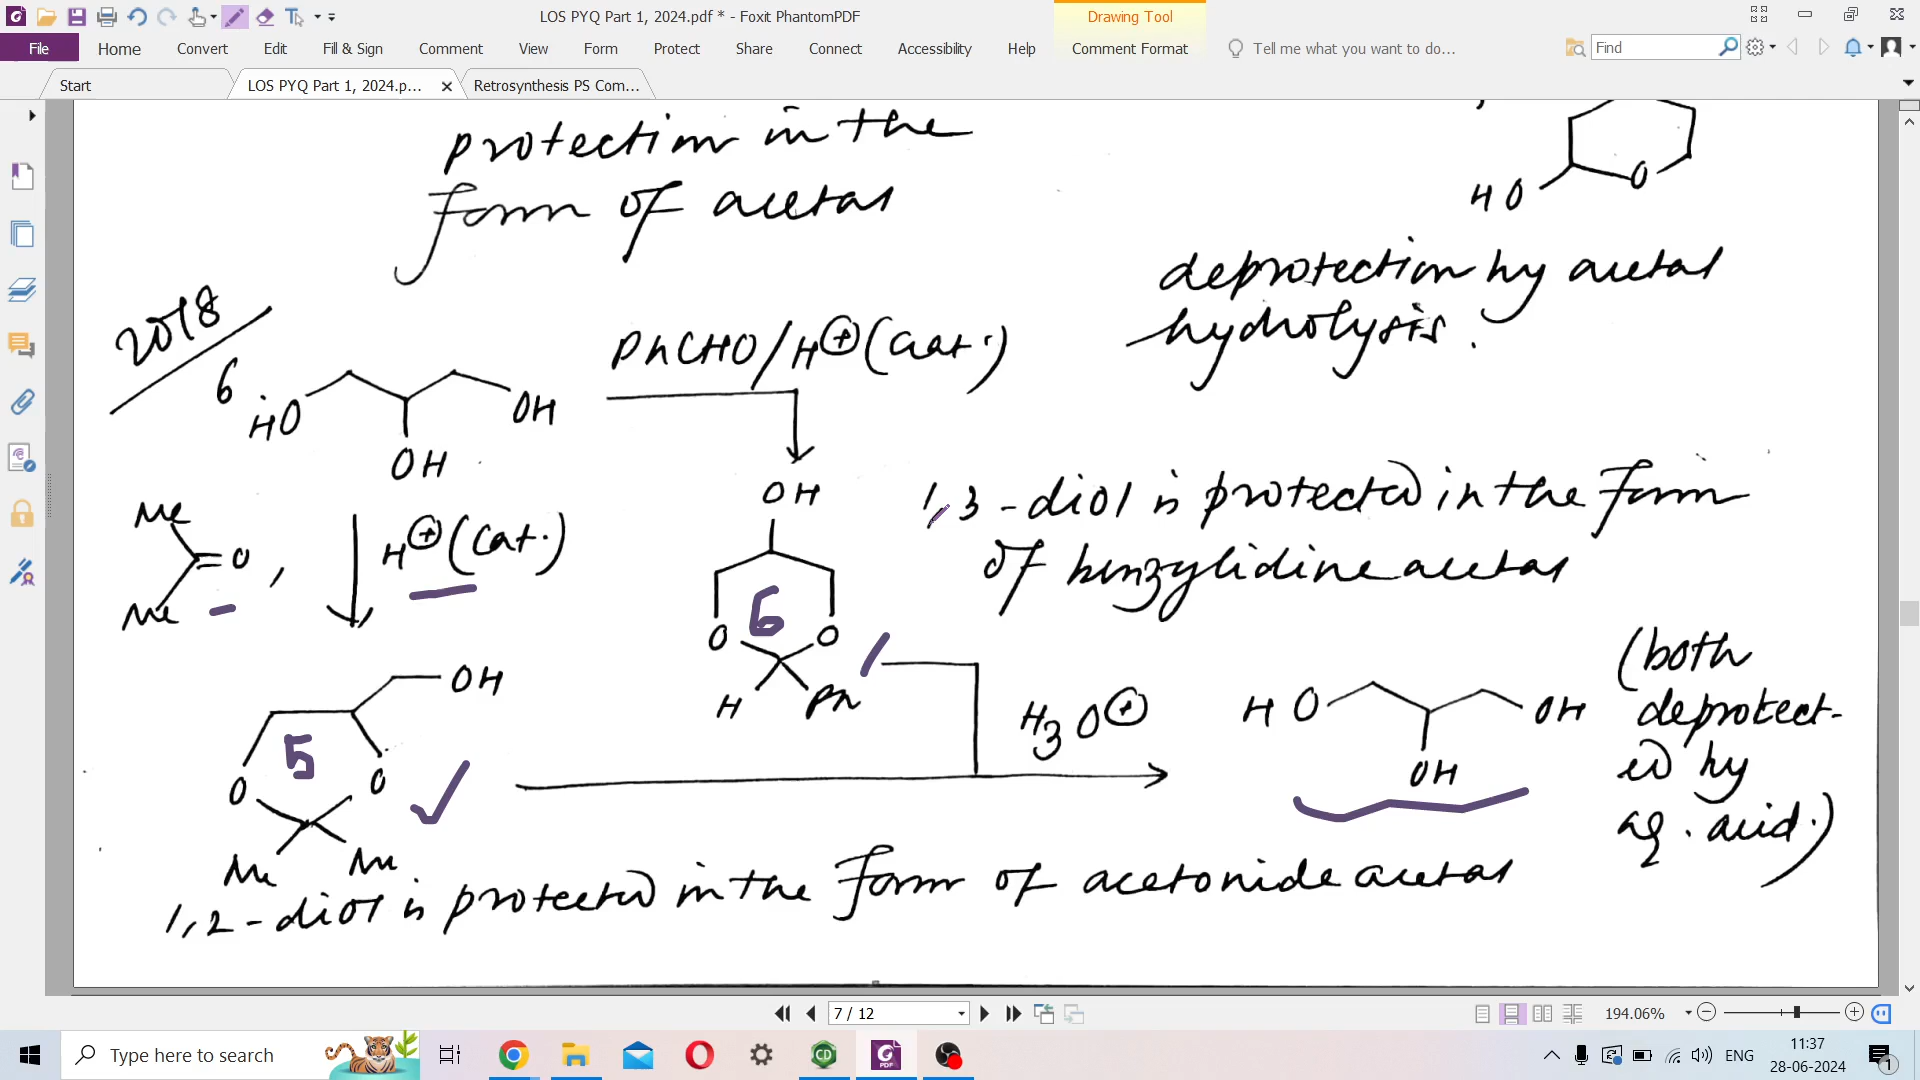 LOS PYQ Part 1, 2024.pdf * - Foxit PhantomPDF
Drawing Tool
File Home Convert Edit Fill & Sign Comment View Form Protect Share Connect Accessibility Help Comment Format Tell me what you want to do... Find
Start LOS PYQ Part 1, 2024.p... Retrosynthesis PS Com...
protection in the
form of acetal
O
HO
deprotection by acetal
hydrolysis.
2018
6
HO OH
OH
PhCHO/H⊕(Cat.)
Me
Me
=O ,
H⊕(Cat.)
OH
6
O O
H Ph
1,3-diol is protected in the form
of benzylidine acetal
OH
5
O O
Me Me
H3O⊕
HO OH
OH
(both
deprotect-
ed by
aq. acid.)
1,2-diol is protected in the form of acetonide acetal
7 / 12
194.06%
Type here to search
CD
PDF
ENG
11:37
28-06-2024
1